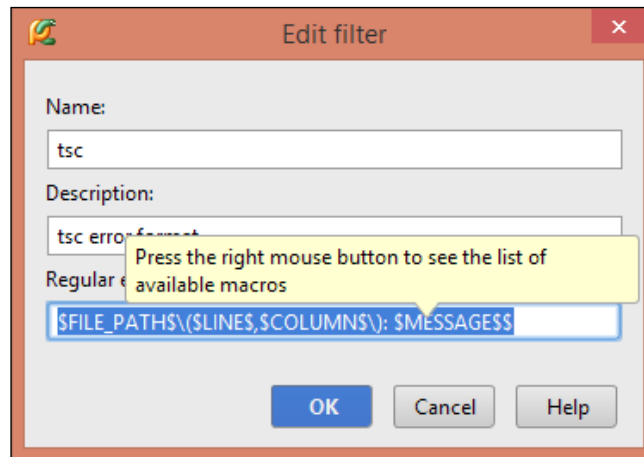 Edit filter
Name:
tsc
Description:
tsc error format
Press the right mouse button to see the list of
available macros
Regular e
$FILE_PATH$\($LINE$,$COLUMN$\): $MESSAGE$$
OK Cancel Help